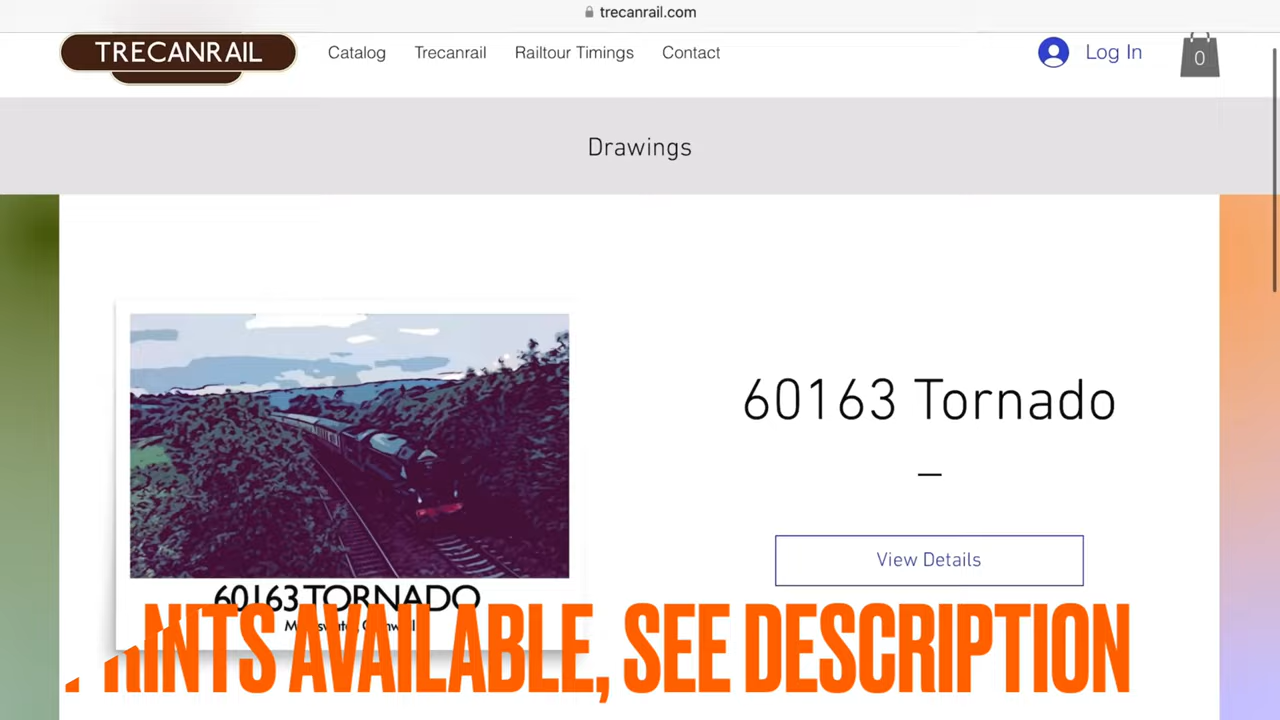 trecanrail.com
TRECANRAIL
Catalog Trecanrail Railtour Timings Contact
Log In
0
Drawings
60163 Tornado
View Details
60163 TORNADO
PRINTS AVAILABLE, SEE DESCRIPTION